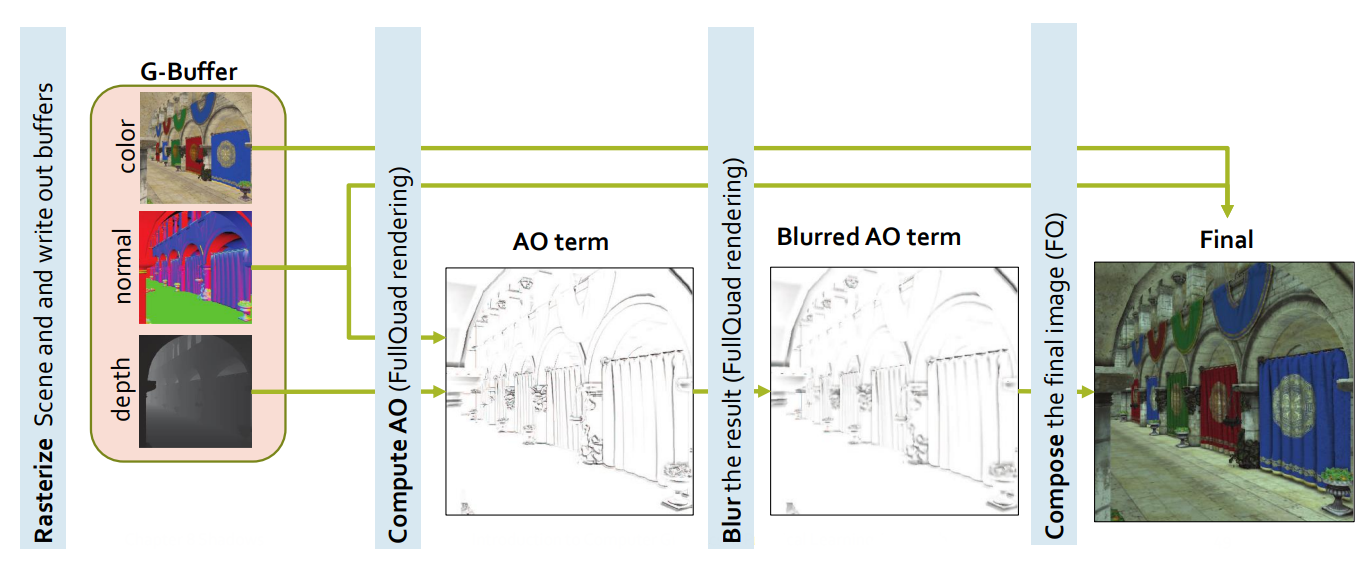 Rasterize Scene and and write out buffers
G-Buffer
color
normal
depth
Compute AO (FullQuad rendering)
AO term
Blur the result (FullQuad rendering)
Blurred AO term
Compose the final image (FQ)
Final